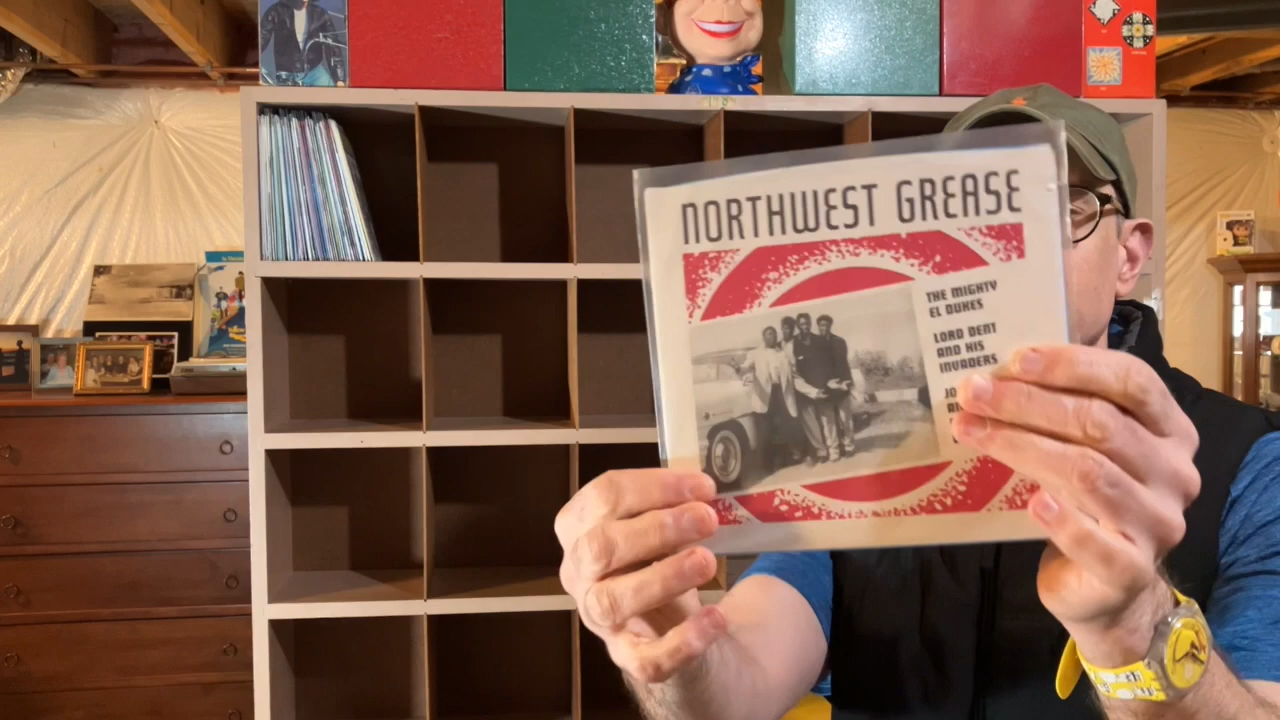 NORTHWEST GREASE
THE MIGHTY
EL DUKES
LORD DENT
AND HIS
INVADERS